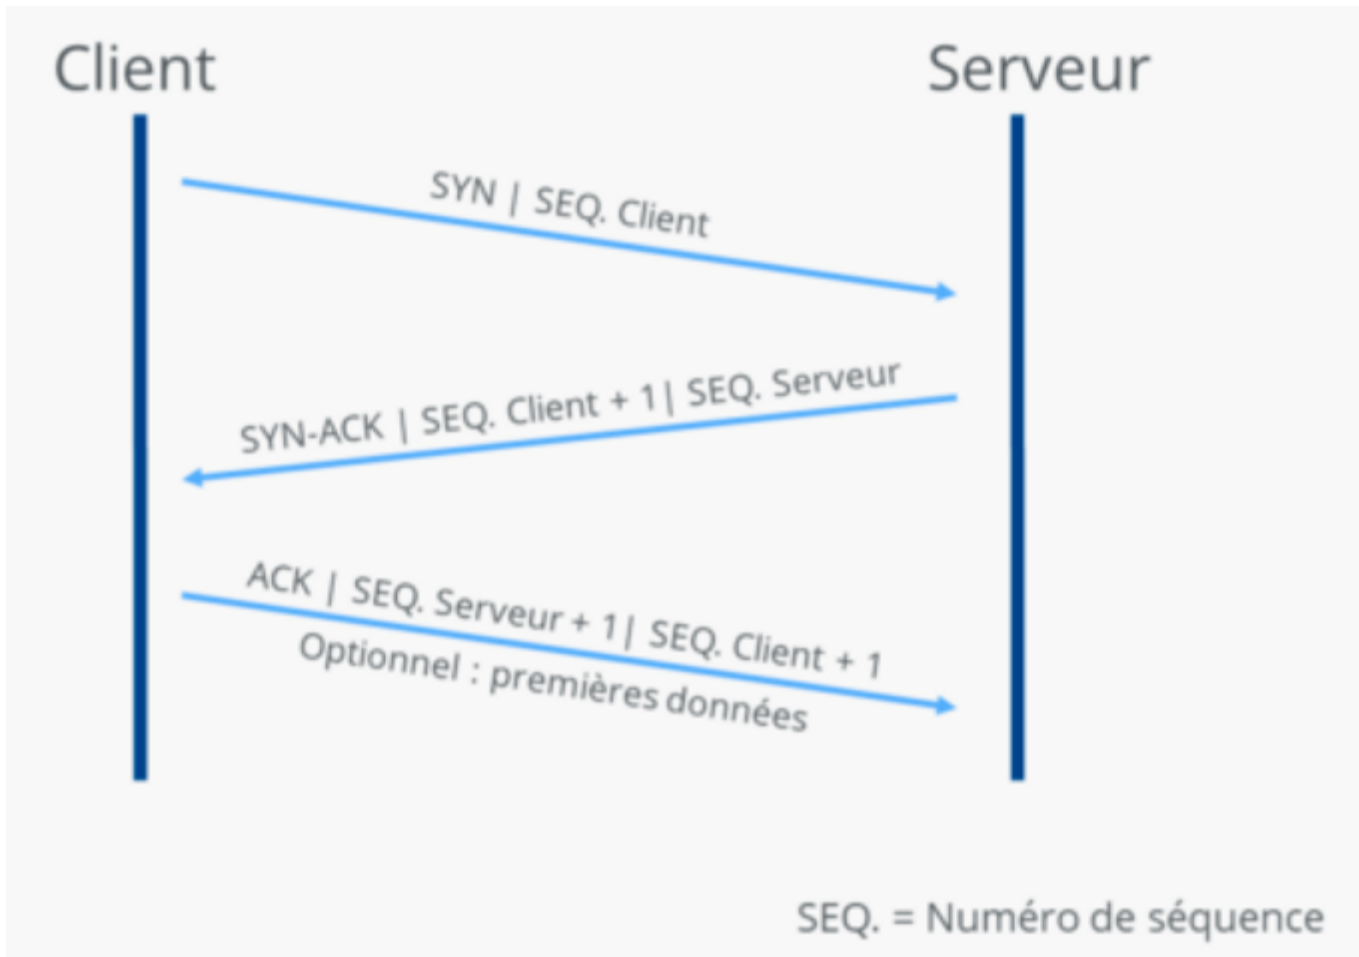 Client
Serveur
SYN | SEQ. Client
SYN-ACK | SEQ. Client + 1| SEQ. Serveur
ACK | SEQ. Serveur + 1| SEQ. Client + 1
Optionnel : premières données
SEQ. = Numéro de séquence